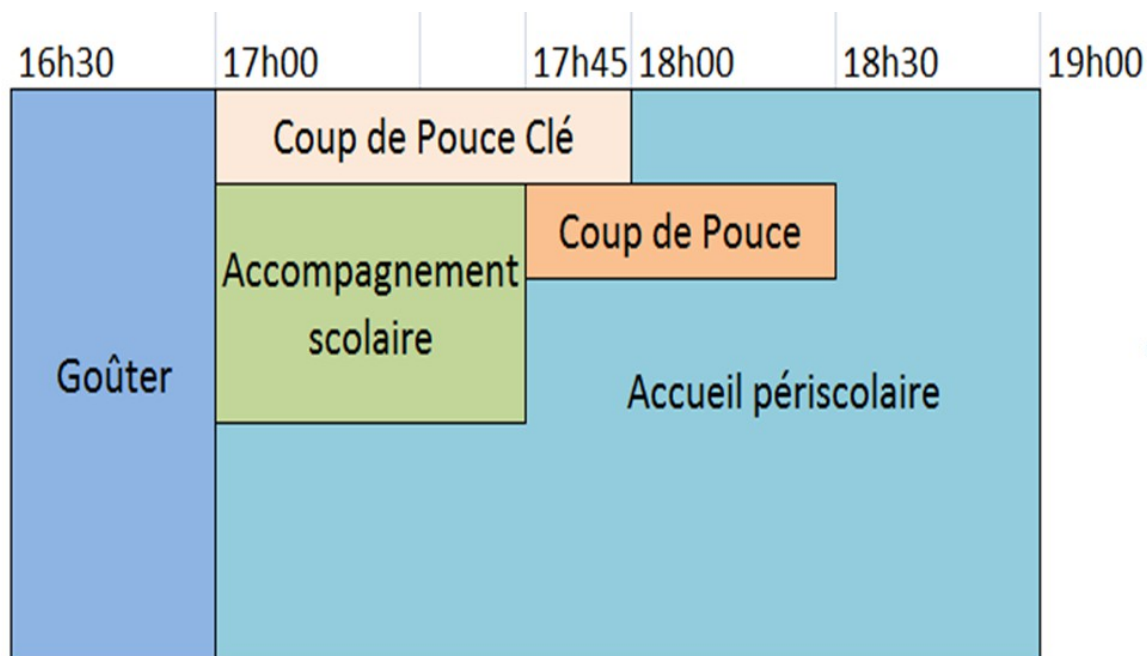 16h30 17h00 17h45 18h00 18h30 19h00
Coup de Pouce Clé
Coup de Pouce
Accompagnement
scolaire
Goûter
Accueil périscolaire